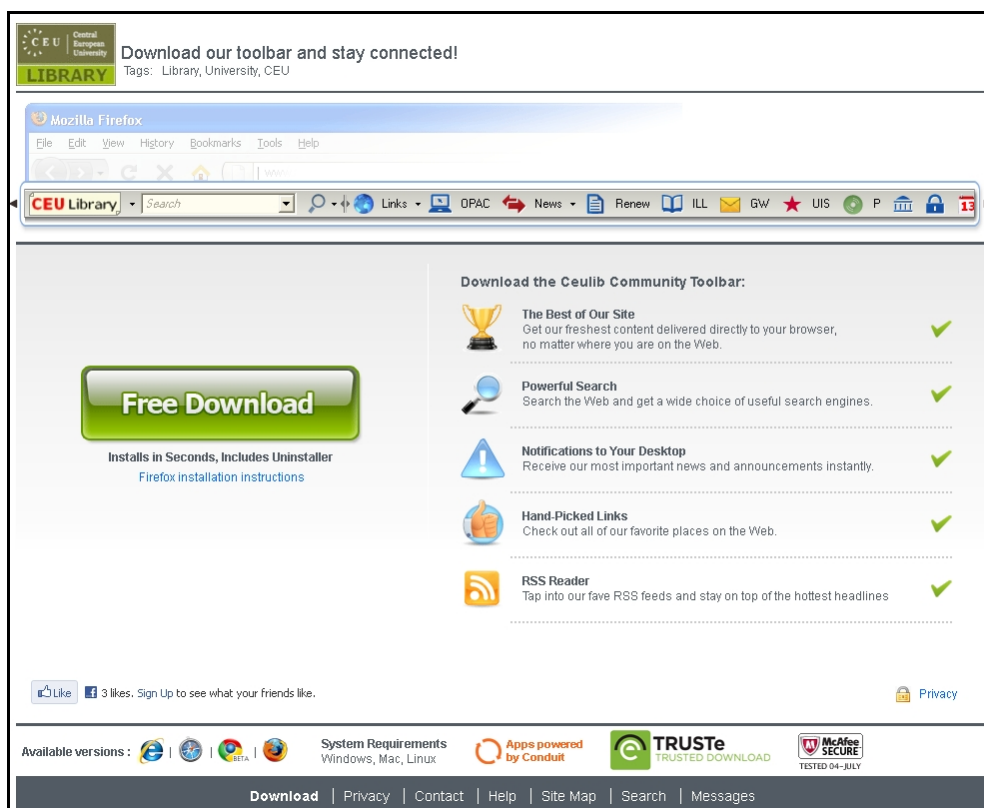 CEU
Central
European
University
LIBRARY
Download our toolbar and stay connected!
Tags: Library, University, CEU
Mozilla Firefox
File Edit View History Bookmarks Tools Help
www.
CEU Library Search Links OPAC News Renew ILL GW UIS P 13
Download the Ceulib Community Toolbar:
The Best of Our Site
Get our freshest content delivered directly to your browser,
no matter where you are on the Web.
Powerful Search
Search the Web and get a wide choice of useful search engines.
Free Download
Installs in Seconds, Includes Uninstaller
Firefox installation instructions
Notifications to Your Desktop
Receive our most important news and announcements instantly.
Hand-Picked Links
Check out all of our favorite places on the Web.
RSS Reader
Tap into our fave RSS feeds and stay on top of the hottest headlines
Like 3 likes. Sign Up to see what your friends like.
Privacy
Available versions : | | BETA |
System Requirements
Windows, Mac, Linux
Apps powered
by Conduit
TRUSTe
TRUSTED DOWNLOAD
McAfee
SECURE
TESTED 04-JULY
Download | Privacy | Contact | Help | Site Map | Search | Messages